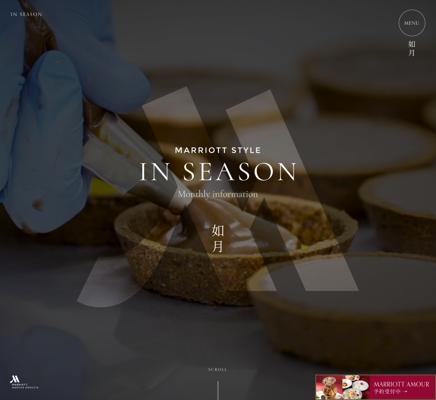 IN SEASON
MENU
如月
MARRIOTT STYLE
IN SEASON
Monthly information
如月
SCROLL
MARRIOTT
MARRIOTT AMOUR
予約受付中 →